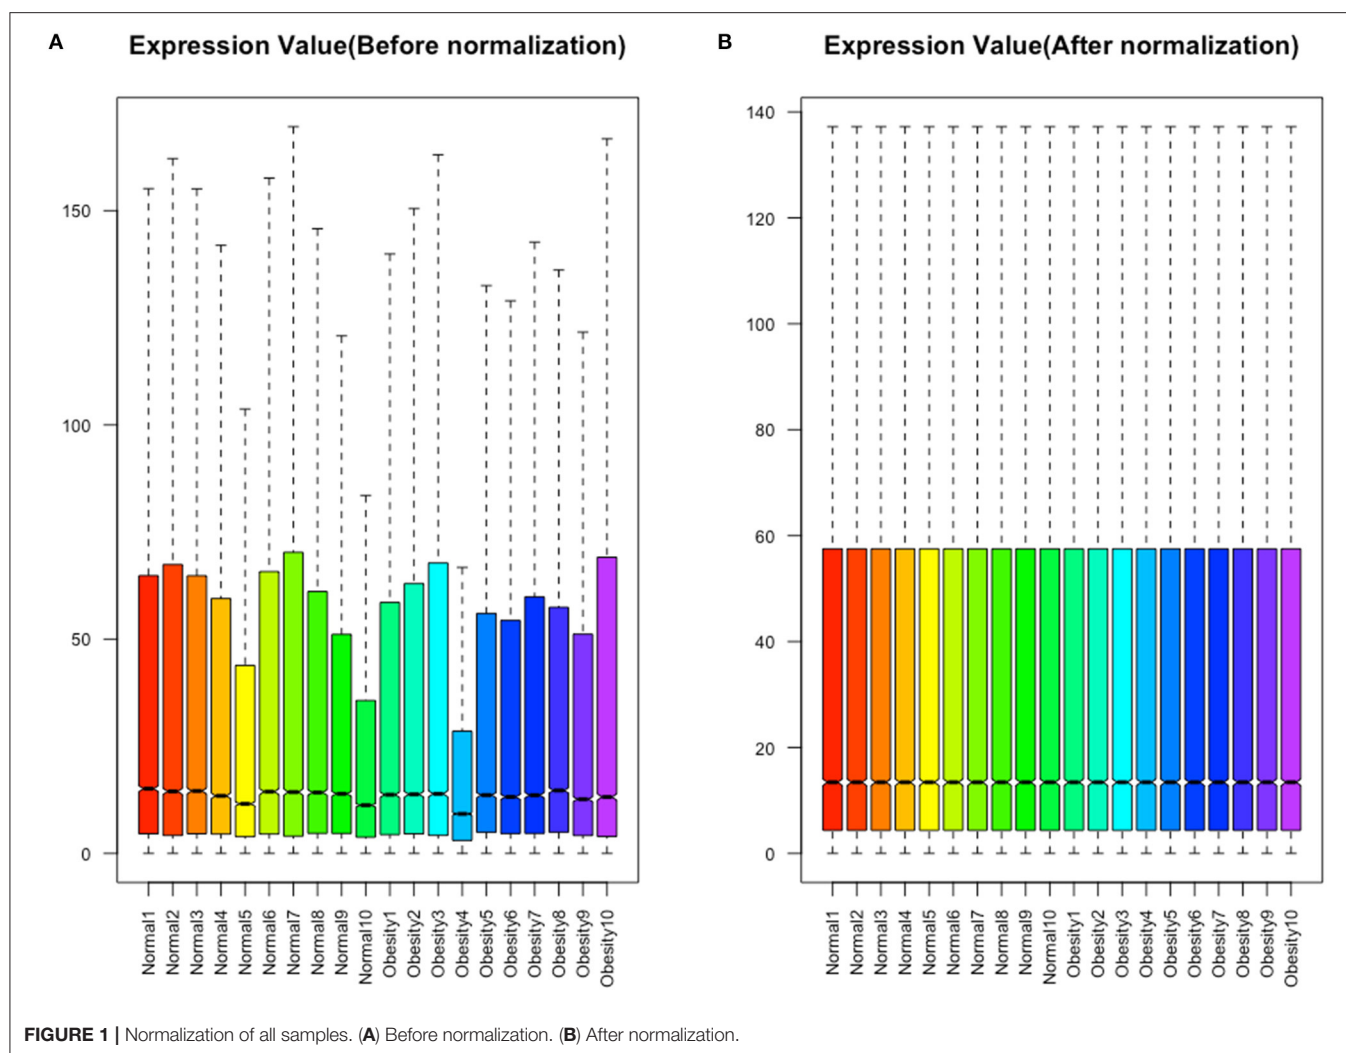 A
Expression Value(Before normalization)
150
100
50
0
Normal1
Normal2
Normal3
Normal4
Normal5
Normal6
Normal7
Normal8
Normal9
Normal10
Obesity1
Obesity2
Obesity3
Obesity4
Obesity5
Obesity6
Obesity7
Obesity8
Obesity9
Obesity10
B
Expression Value(After normalization)
140
120
100
80
60
40
20
0
Normal1
Normal2
Normal3
Normal4
Normal5
Normal6
Normal7
Normal8
Normal9
Normal10
Obesity1
Obesity2
Obesity3
Obesity4
Obesity5
Obesity6
Obesity7
Obesity8
Obesity9
Obesity10
FIGURE 1 | Normalization of all samples. (A) Before normalization. (B) After normalization.